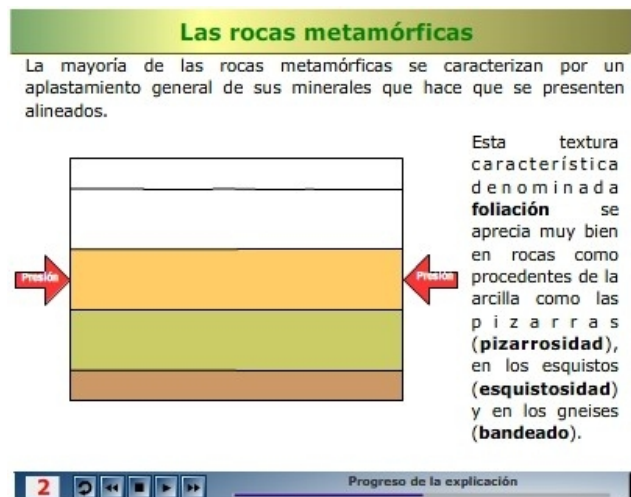 Las rocas metamórficas
La mayoría de las rocas metamórficas se caracterizan por un
aplastamiento general de sus minerales que hace que se presenten
alineados.
Esta textura
característica
denominada
foliación se
aprecia muy bien
en rocas como
procedentes de la
arcilla como las
pizarras
(pizarrosidad),
en los esquistos
(esquistosidad)
y en los gneises
(bandeado).
Presión
Presión
2
Progreso de la explicación